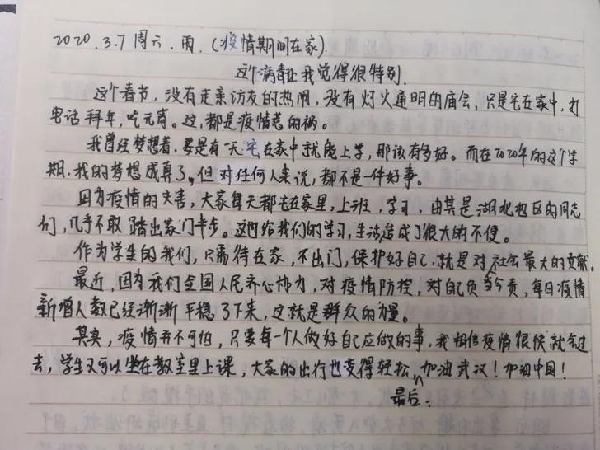 2020.3.7 周六.雨.(疫情期间在家)
这个病毒让我觉得很特别.
这个春节,没有走亲访友的热闹,没有灯火通明的庙会,只是宅在家中,打
电话拜年,吃元宵。这,都是疫情惹的祸。
我曾经梦想着.要是有一天宅在家中就能上学,那该有多好。而在2020年的这个学
期,我的梦想成真了,但对任何人来说,都不是一件好事。
因为疫情的灾害,大家每天都宅在家里,上班,学习.由其是湖北地区的同志
们,几乎不敢踏出家门半步。这给我们的学习,生活造成了很大的不便。
作为学生的我们,只需待在家,不出门,保护好自己.就是对社会最大的贡献.
最近,因为我们全国人民齐心协力,对疫情防控,对自己负责,每日疫情
新增人数已经渐渐平稳了下来,这就是群众的力量。
其实,疫情并不可怕,只要每一个人做好自己应做的事,我相信疫情很快就会过
去,学生又可以坐在教室里上课,大家的出行也变得轻松,加油武汉!加油中国!
最后: